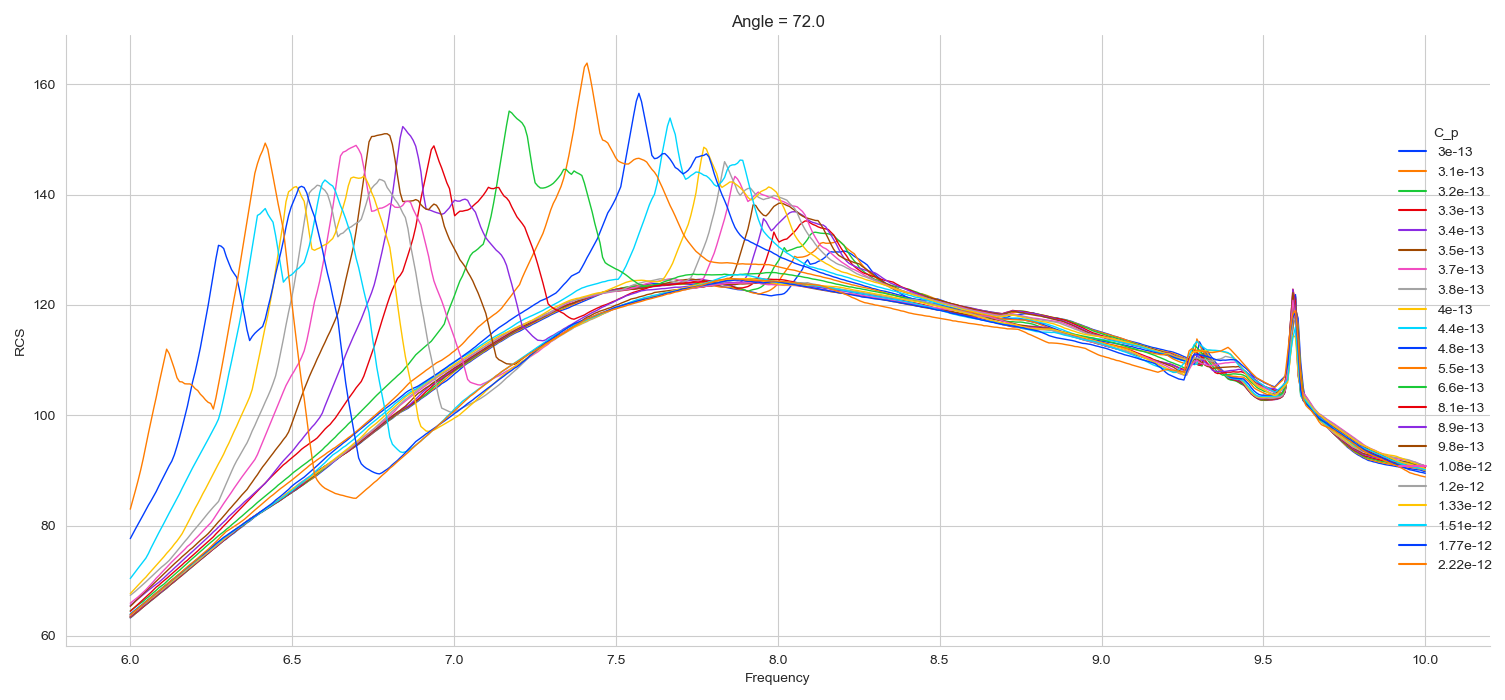 Angle = 72.0
160
140
120
100
80
60
RCS
6.0
6.5
7.0
7.5
8.0
8.5
9.0
9.5
10.0
Frequency
C_p
3e-13
3.1e-13
3.2e-13
3.3e-13
3.4e-13
3.5e-13
3.7e-13
3.8e-13
4e-13
4.4e-13
4.8e-13
5.5e-13
6.6e-13
8.1e-13
8.9e-13
9.8e-13
1.08e-12
1.2e-12
1.33e-12
1.51e-12
1.77e-12
2.22e-12